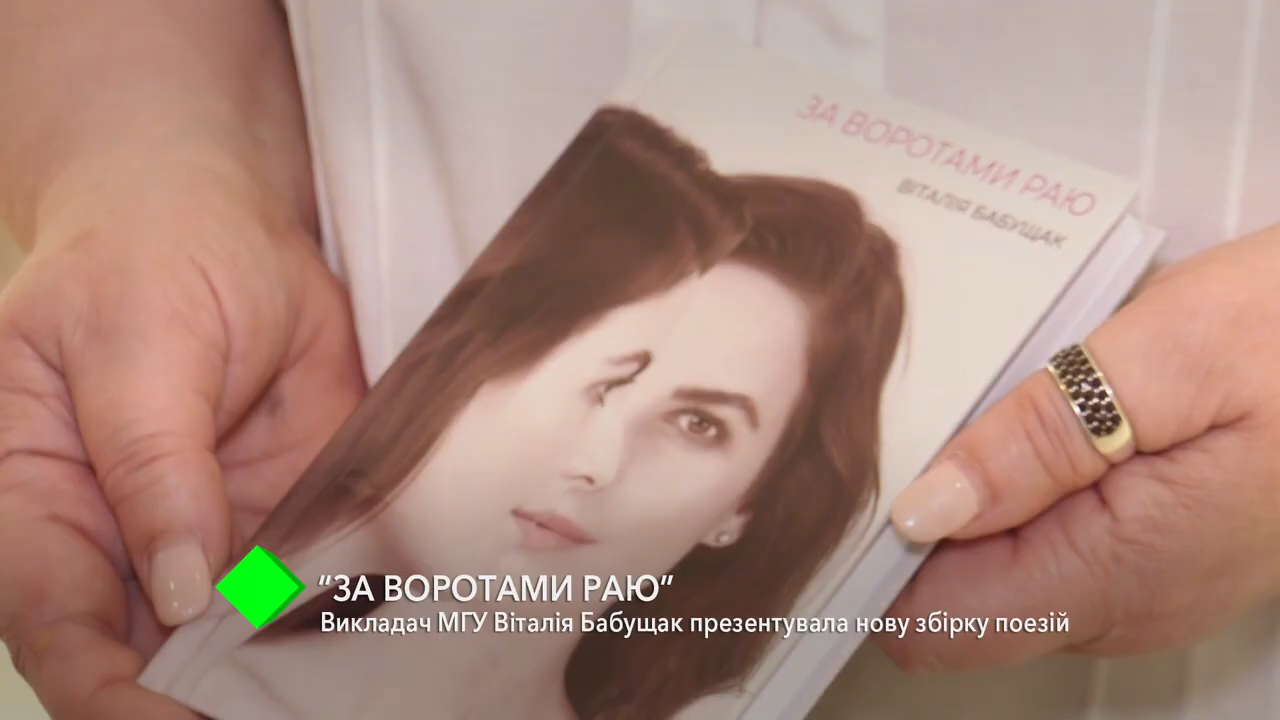 ЗА ВОРОТАМИ РАЮ
ВІТАЛІЯ БАБУЩАК
“ЗА ВОРОТАМИ РАЮ”
Викладач МГУ Віталія Бабущак презентувала нову збірку поезій